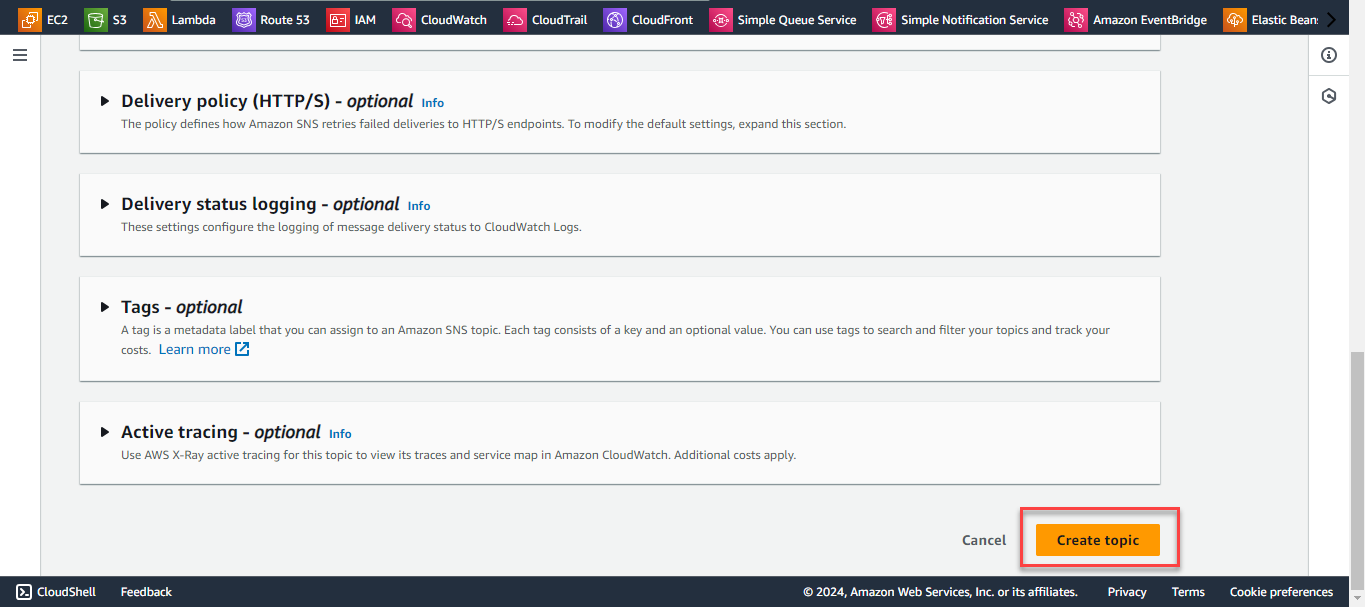 EC2 S3 Lambda Route 53 IAM CloudWatch CloudTrail CloudFront Simple Queue Service Simple Notification Service Amazon EventBridge Elastic Beans
Delivery policy (HTTP/S) - optional Info
The policy defines how Amazon SNS retries failed deliveries to HTTP/S endpoints. To modify the default settings, expand this section.
Delivery status logging - optional Info
These settings configure the logging of message delivery status to CloudWatch Logs.
Tags - optional
A tag is a metadata label that you can assign to an Amazon SNS topic. Each tag consists of a key and an optional value. You can use tags to search and filter your topics and track your
costs. Learn more
Active tracing - optional Info
Use AWS X-Ray active tracing for this topic to view its traces and service map in Amazon CloudWatch. Additional costs apply.
Cancel Create topic
CloudShell Feedback © 2024, Amazon Web Services, Inc. or its affiliates. Privacy Terms Cookie preferences